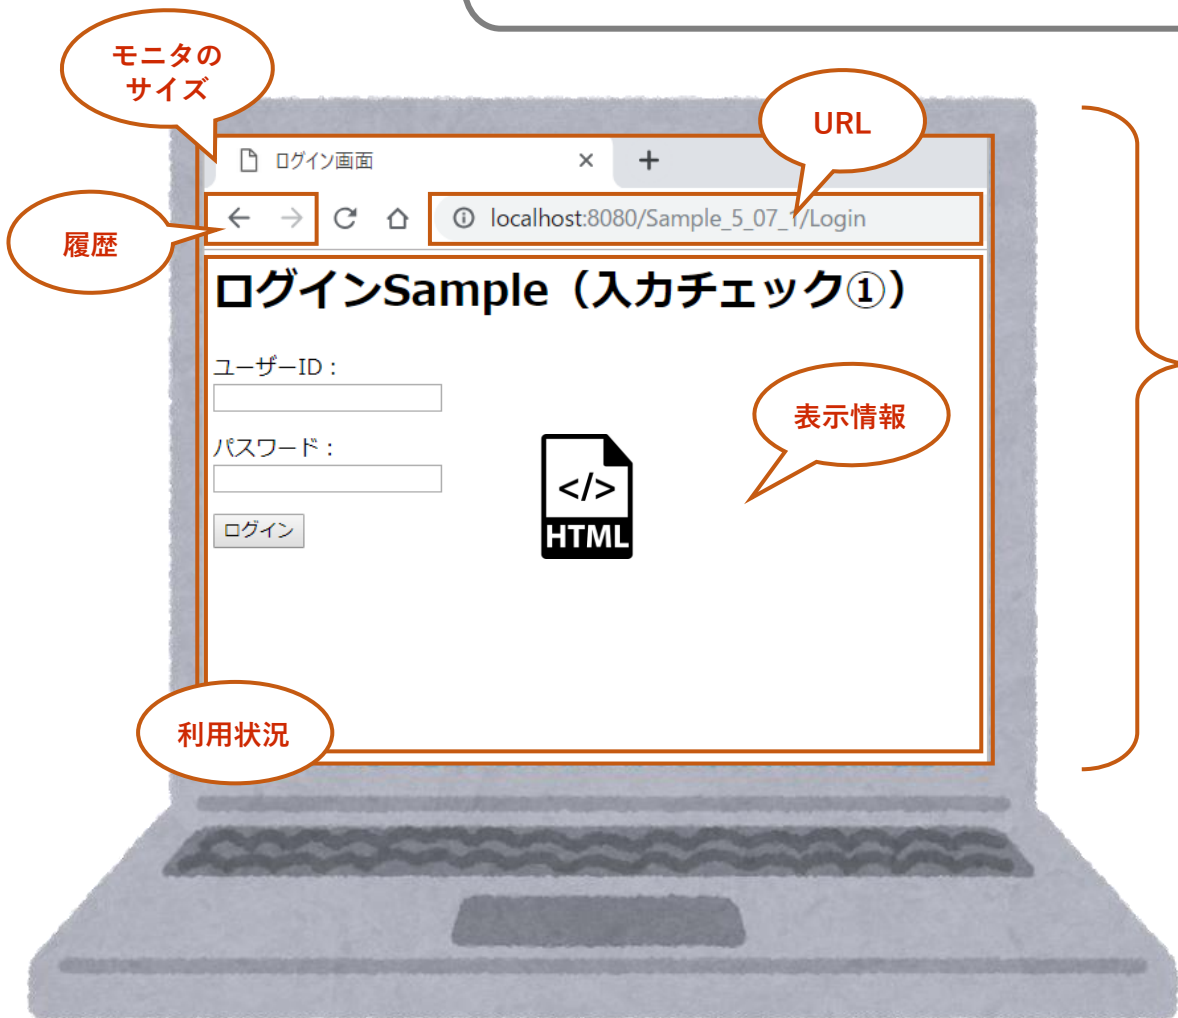 モニタの
サイズ
URL
ログイン画面
履歴
localhost:8080/Sample_5_07_1/Login
ログインSample（入力チェック①）
ユーザーID：
表示情報
パスワード：
</>
HTML
ログイン
利用状況